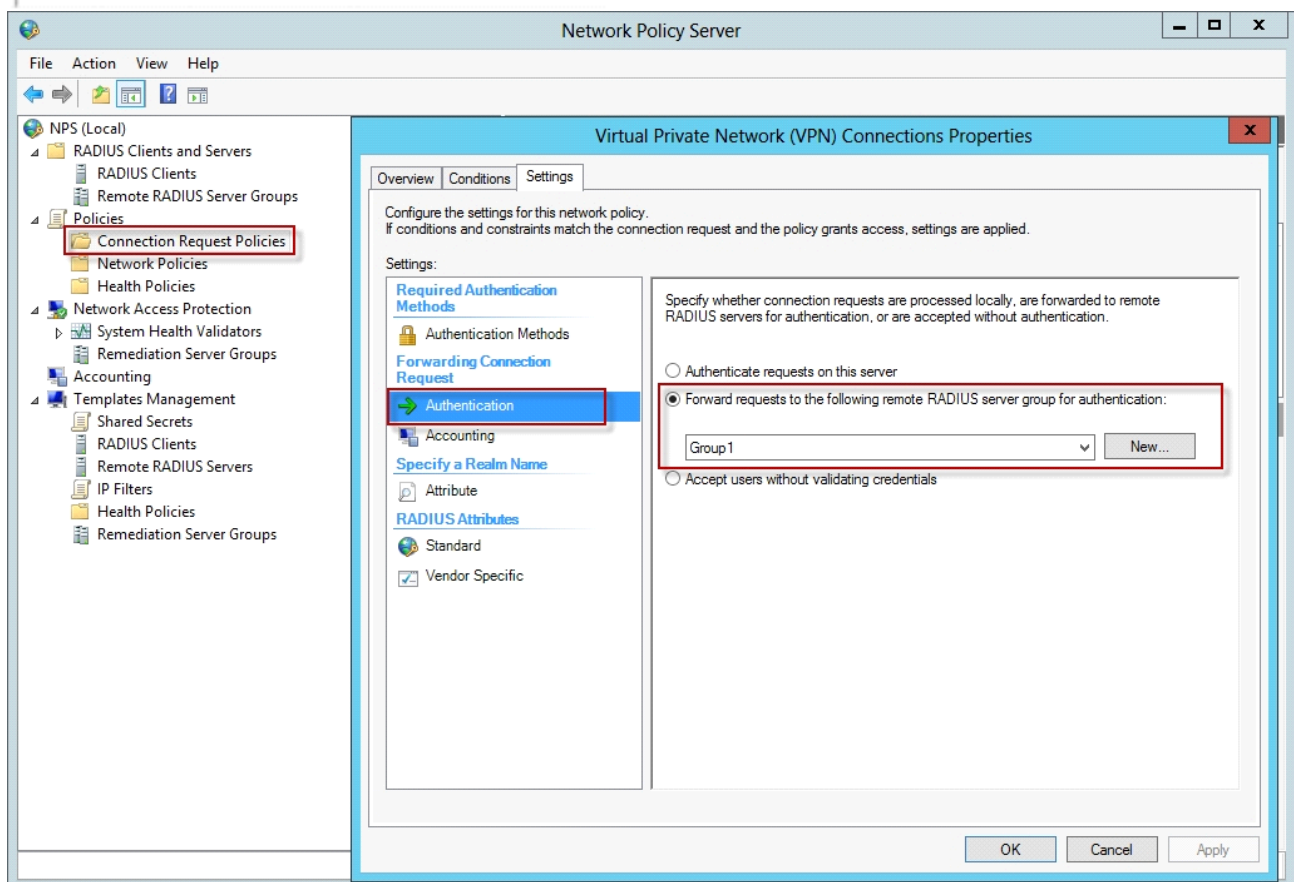 Network Policy Server
File Action View Help
NPS (Local)
RADIUS Clients and Servers
RADIUS Clients
Remote RADIUS Server Groups
Policies
Connection Request Policies
Network Policies
Health Policies
Network Access Protection
System Health Validators
Remediation Server Groups
Accounting
Templates Management
Shared Secrets
RADIUS Clients
Remote RADIUS Servers
IP Filters
Health Policies
Remediation Server Groups
Virtual Private Network (VPN) Connections Properties
x
Overview Conditions Settings
Configure the settings for this network policy.
If conditions and constraints match the connection request and the policy grants access, settings are applied.
Settings:
Required Authentication
Methods
Authentication Methods
Forwarding Connection
Request
Authentication
Accounting
Specify a Realm Name
Attribute
RADIUS Attributes
Standard
Vendor Specific
Specify whether connection requests are processed locally, are forwarded to remote
RADIUS servers for authentication, or are accepted without authentication.
Authenticate requests on this server
Forward requests to the following remote RADIUS server group for authentication:
Group1 New...
Accept users without validating credentials
OK Cancel Apply